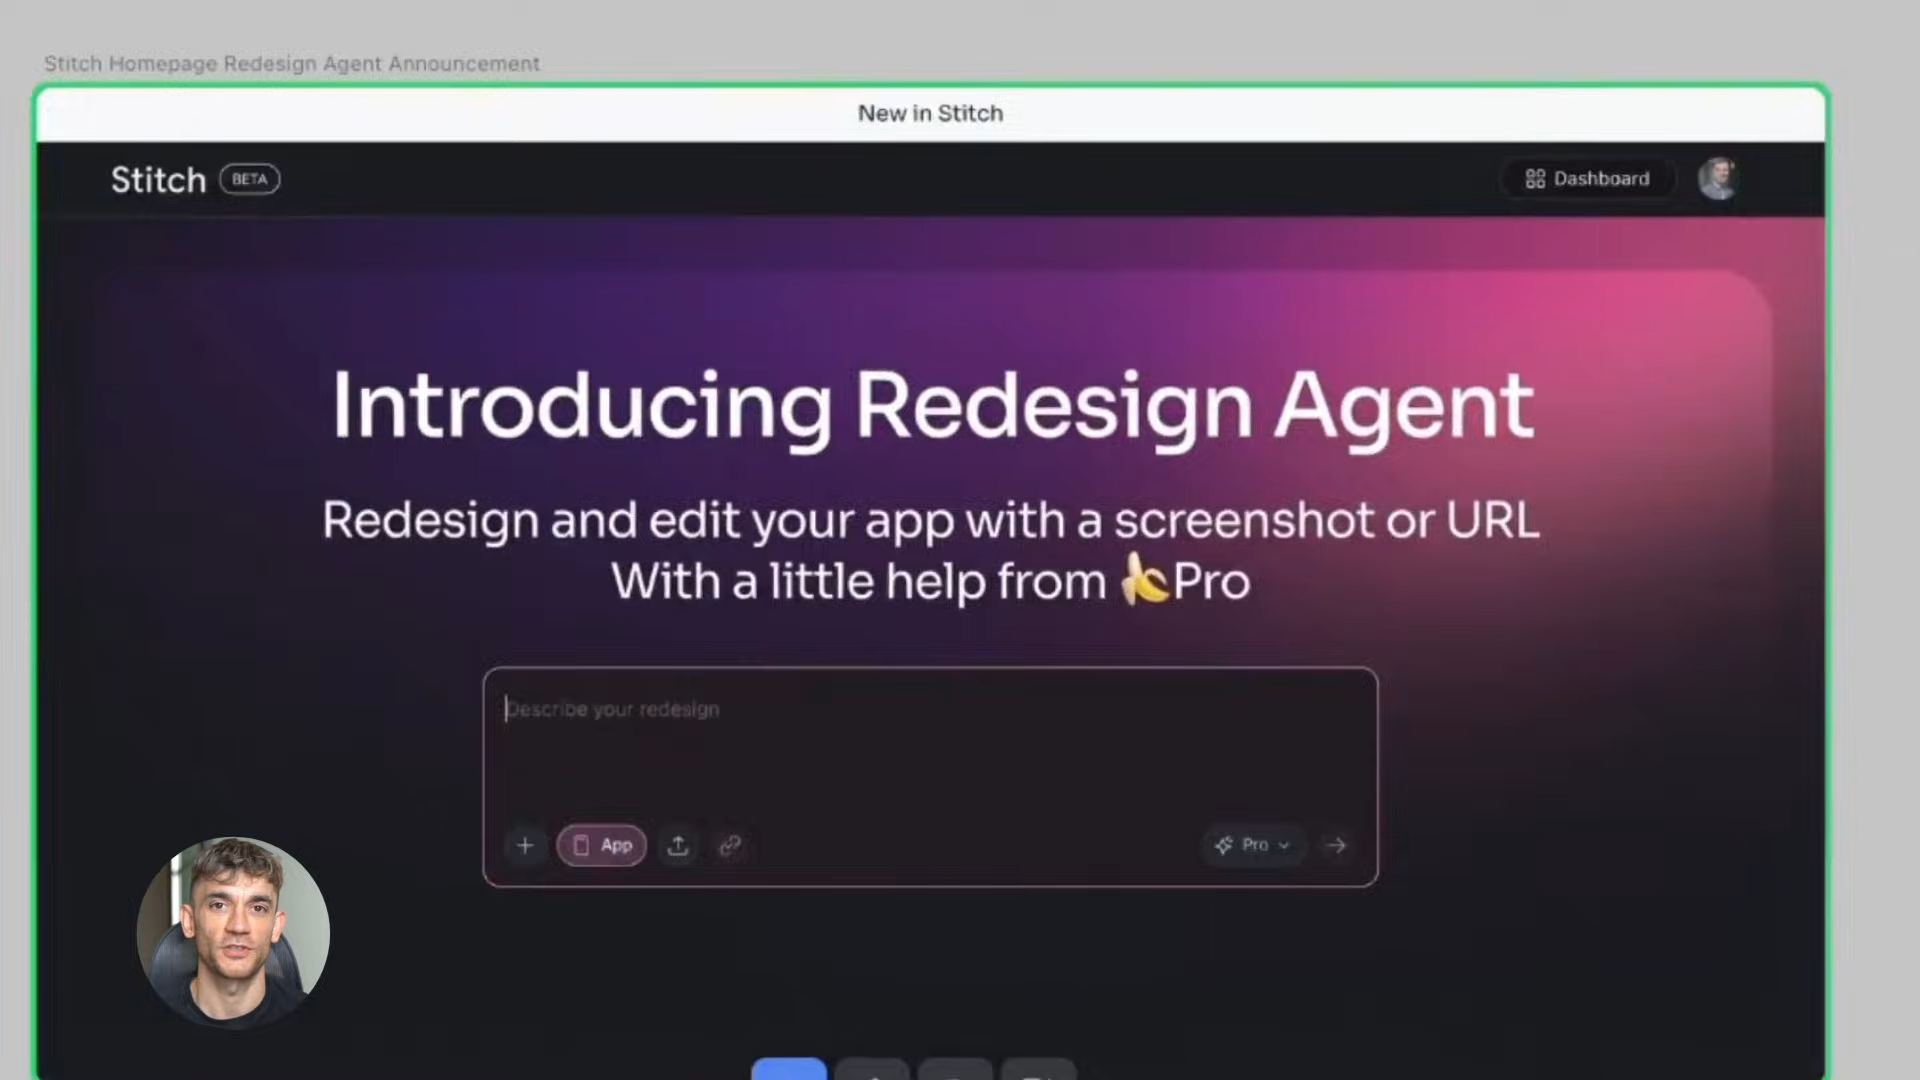 Stitch Homepage Redesign Agent Announcement
New in Stitch
Stitch BETA
Dashboard
Introducing Redesign Agent
Redesign and edit your app with a screenshot or URL
With a little help from 🍌Pro
Describe your redesign
App
Pro